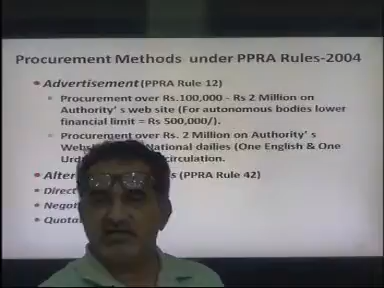 Procurement Methods under PPRA Rules-2004
Advertisement (PPRA Rule 12)
Procurement over Rs.100,000 - Rs 2 Million on
Authority' s web site (For autonomous bodies lower
financial limit = Rs 500,000/).
Procurement over Rs. 2 Million on Authority' s
National dailies (One English & One
circulation.
(PPRA Rule 42)
Direct